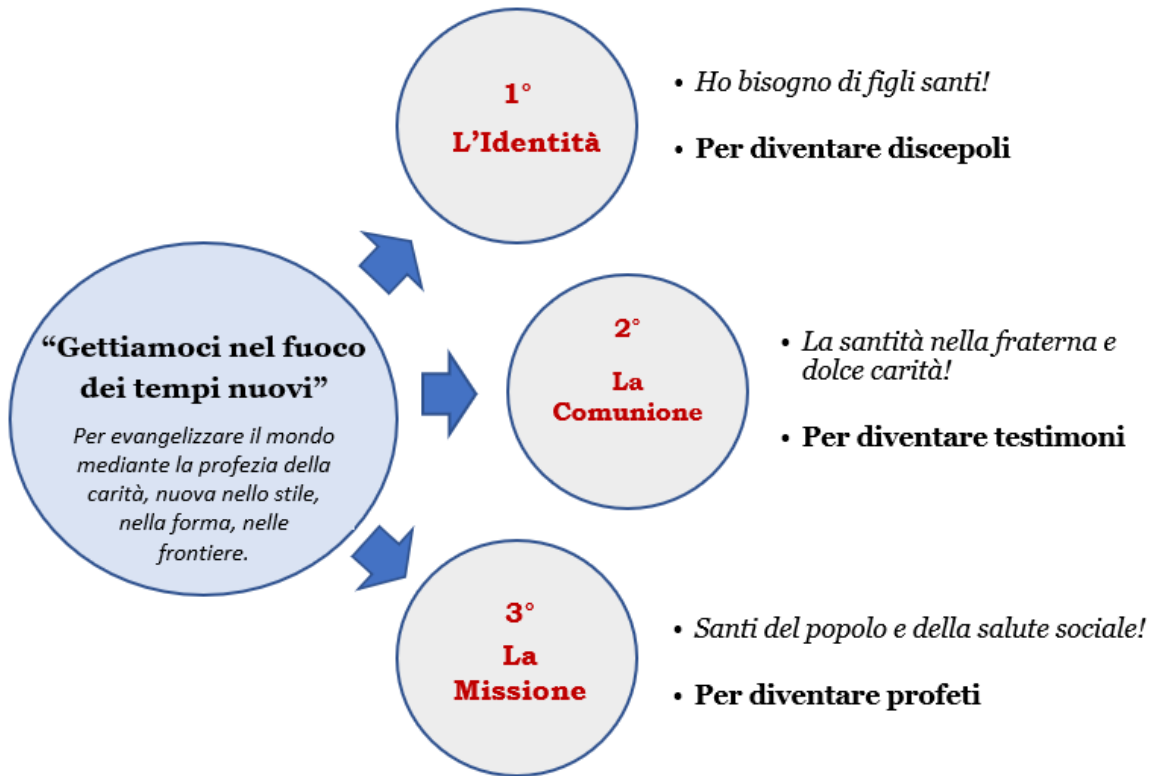 “Gettiamoci nel fuoco
dei tempi nuovi”
Per evangelizzare il mondo
mediante la profezia della
carità, nuova nello stile,
nella forma, nelle
frontiere.
1°
L’Identità
• Ho bisogno di figli santi!
• Per diventare discepoli
2°
La
Comunione
• La santità nella fraterna e
dolce carità!
• Per diventare testimoni
3°
La
Missione
• Santi del popolo e della salute sociale!
• Per diventare profeti